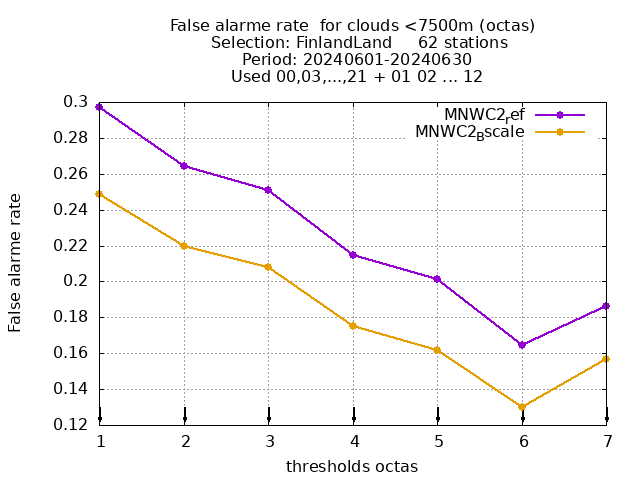 False alarme rate  for clouds <7500m (octas)
Selection: FinlandLand     62 stations
Period: 20240601-20240630
Used 00,03,...,21 + 01 02 ... 12
MNWC2ref
MNWC2Bscale
0.3
0.28
0.26
0.24
0.22
0.2
0.18
0.16
0.14
0.12
False alarme rate
1 2 3 4 5 6 7
thresholds octas